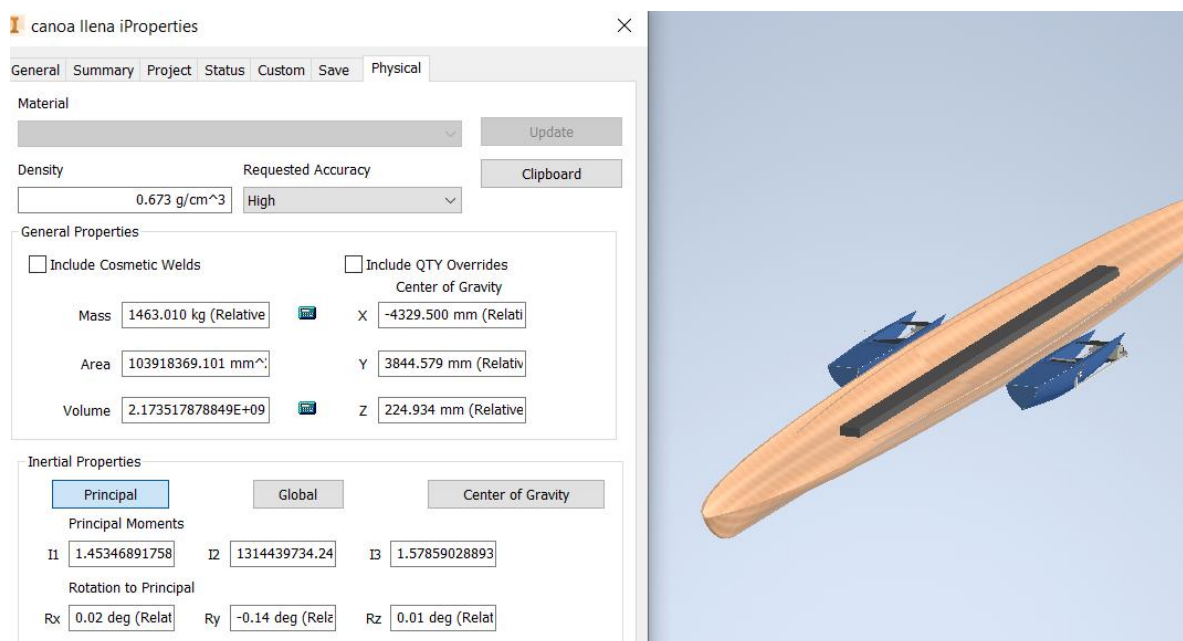 canoa llena iProperties
General Summary Project Status Custom Save Physical
Material
Update
Density Requested Accuracy
Clipboard
0.673 g/cm^3 High
General Properties
Include Cosmetic Welds Include QTY Overrides
Center of Gravity
Mass 1463.010 kg (Relative X -4329.500 mm (Relati
Area 103918369.101 mm^2 Y 3844.579 mm (Relativ
Volume 2.173517878849E+09 Z 224.934 mm (Relative
Inertial Properties
Principal Global Center of Gravity
Principal Moments
I1 1.45346891758 I2 1314439734.24 I3 1.57859028893
Rotation to Principal
Rx 0.02 deg (Relat Ry -0.14 deg (Rela Rz 0.01 deg (Relat